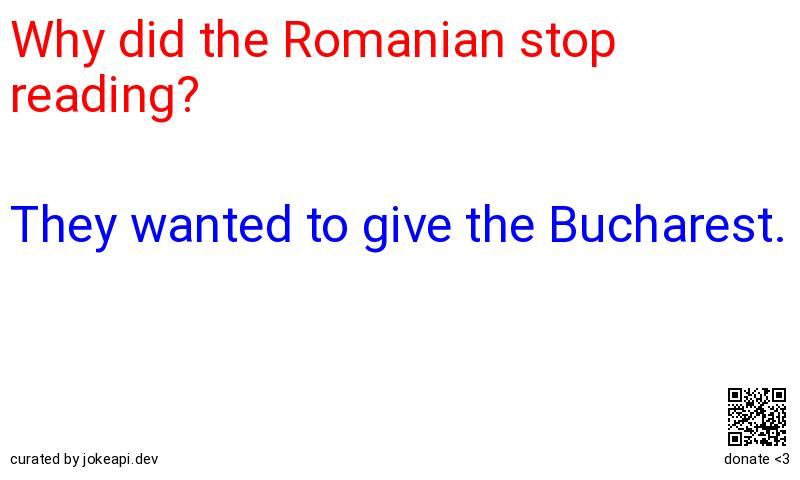 Why did the Romanian stop
reading?
They wanted to give the Bucharest.
curated by jokeapi.dev
donate <3